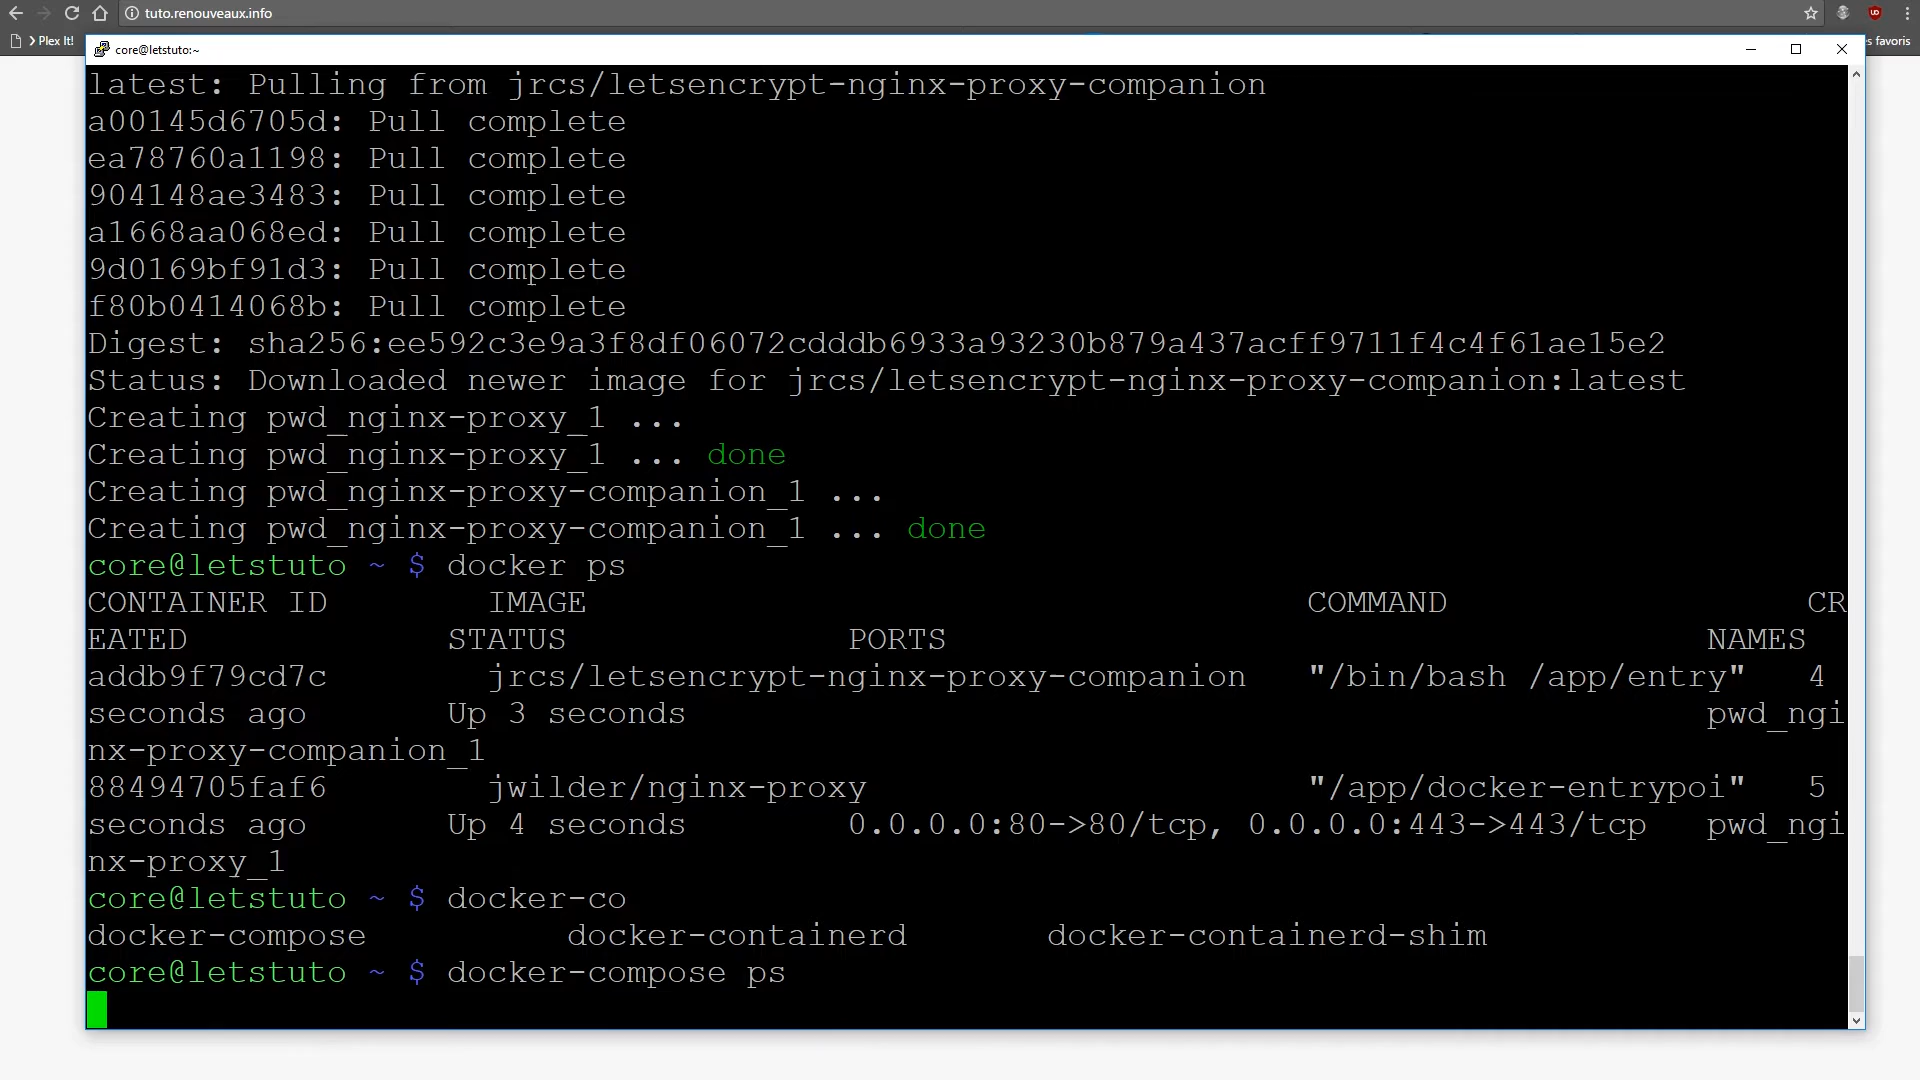 tuto.renouveaux.info
Plex It!
es favoris
core@letstuto:~
latest: Pulling from jrcs/letsencrypt-nginx-proxy-companion
a00145d6705d: Pull complete
ea78760a1198: Pull complete
904148ae3483: Pull complete
a1668aa068ed: Pull complete
9d0169bf91d3: Pull complete
f80b0414068b: Pull complete
Digest: sha256:ee592c3e9a3f8df06072cdddb6933a93230b879a437acff9711f4c4f61ae15e2
Status: Downloaded newer image for jrcs/letsencrypt-nginx-proxy-companion:latest
Creating pwd_nginx-proxy_1 ...
Creating pwd_nginx-proxy_1 ... done
Creating pwd_nginx-proxy-companion_1 ...
Creating pwd_nginx-proxy-companion_1 ... done
core@letstuto ~ $ docker ps
CONTAINER ID        IMAGE                                    COMMAND                  CR
EATED             STATUS              PORTS                                      NAMES
addb9f79cd7c        jrcs/letsencrypt-nginx-proxy-companion   "/bin/bash /app/entry"   4
seconds ago       Up 3 seconds                                                   pwd_ngi
nx-proxy-companion_1
88494705faf6        jwilder/nginx-proxy                      "/app/docker-entrypoi"   5
seconds ago       Up 4 seconds        0.0.0.0:80->80/tcp, 0.0.0.0:443->443/tcp   pwd_ngi
nx-proxy_1
core@letstuto ~ $ docker-co
docker-compose          docker-containerd       docker-containerd-shim
core@letstuto ~ $ docker-compose ps